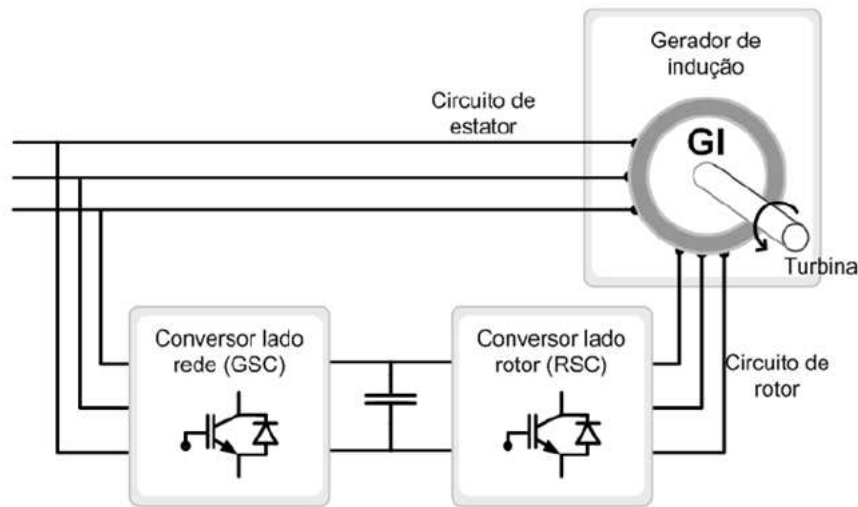 Gerador de
indução
Circuito de
estator
GI
Turbina
Conversor lado
rede (GSC)
Conversor lado
rotor (RSC)
Circuito de
rotor